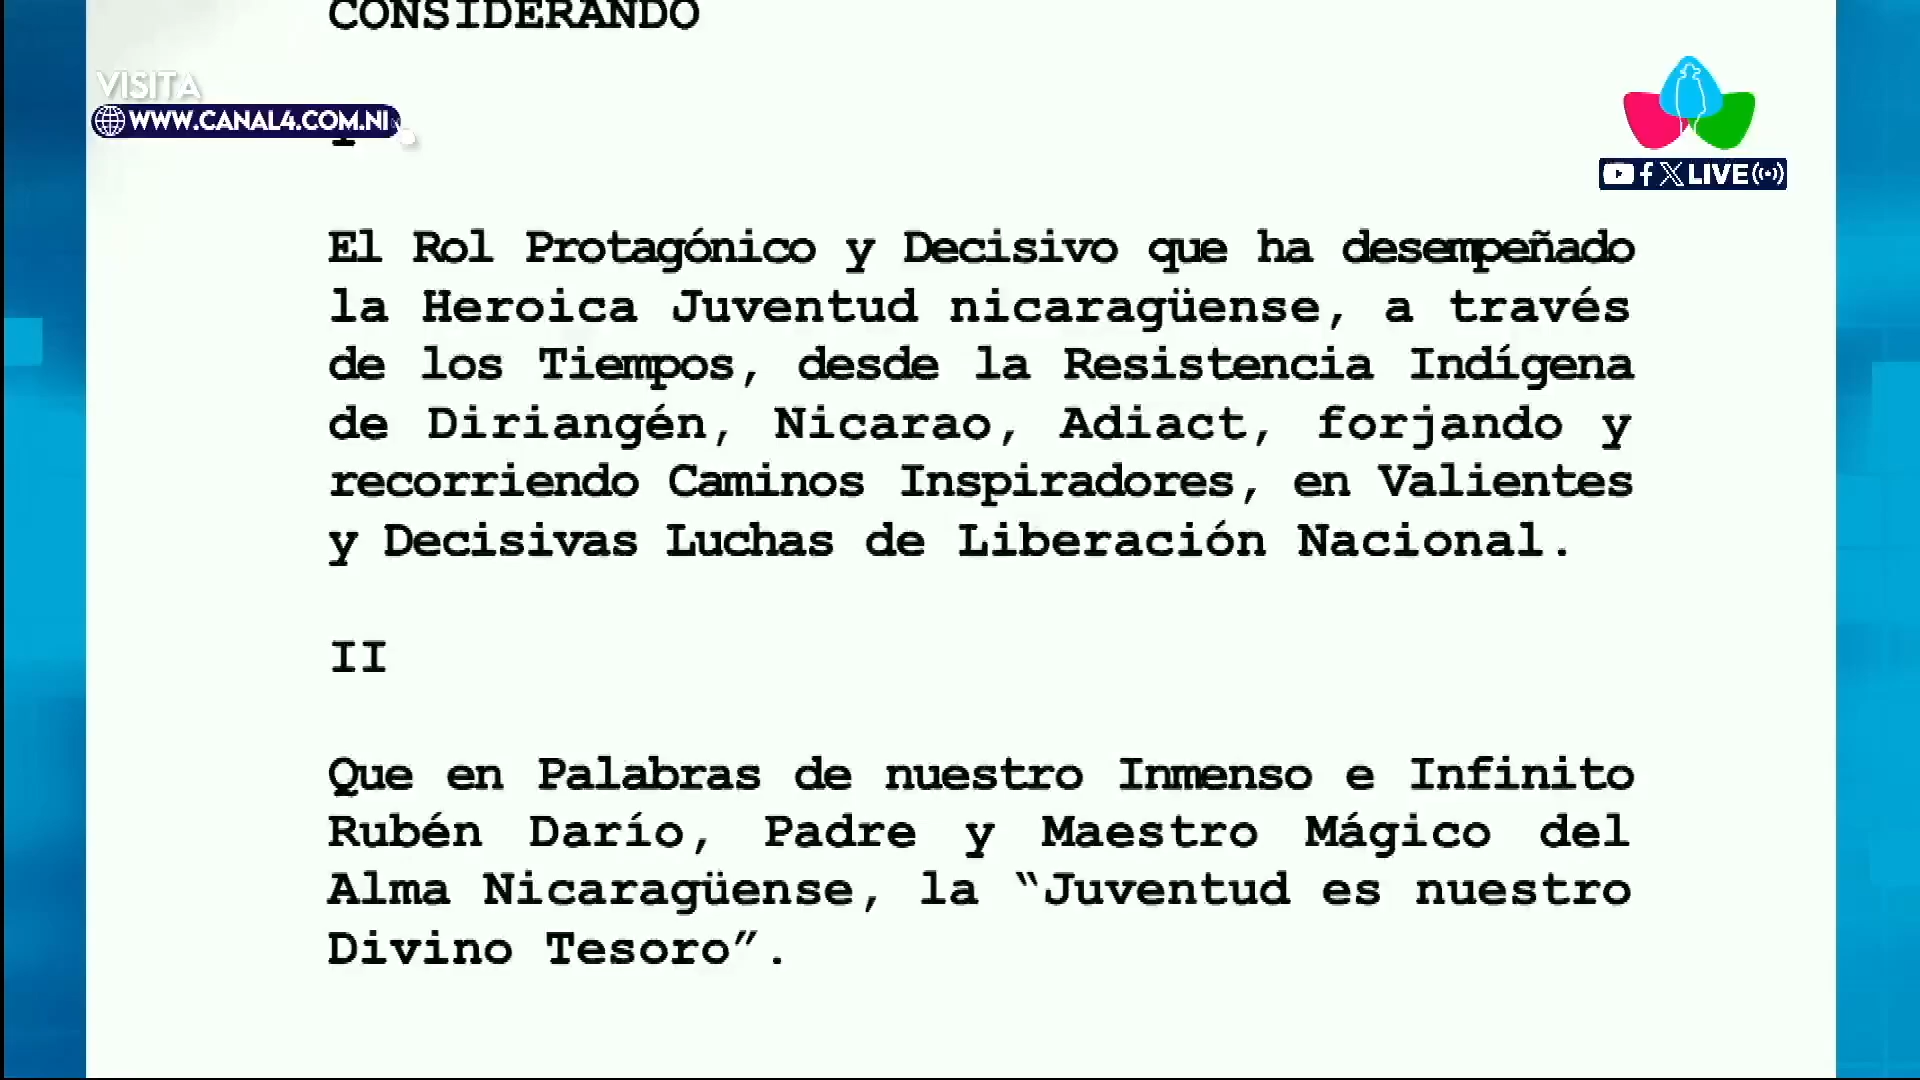 CONSIDERANDO
VISITA
WWW.CANAL4.COM.NI
LIVE
El Rol Protagónico y Decisivo que ha desempeñado
la Heroica Juventud nicaragüense, a través
de los Tiempos, desde la Resistencia Indígena
de Diriangén, Nicarao, Adiact, forjando y
recorriendo Caminos Inspiradores, en Valientes
y Decisivas Luchas de Liberación Nacional.
II
Que en Palabras de nuestro Inmenso e Infinito
Rubén Darío, Padre y Maestro Mágico del
Alma Nicaragüense, la “Juventud es nuestro
Divino Tesoro”.